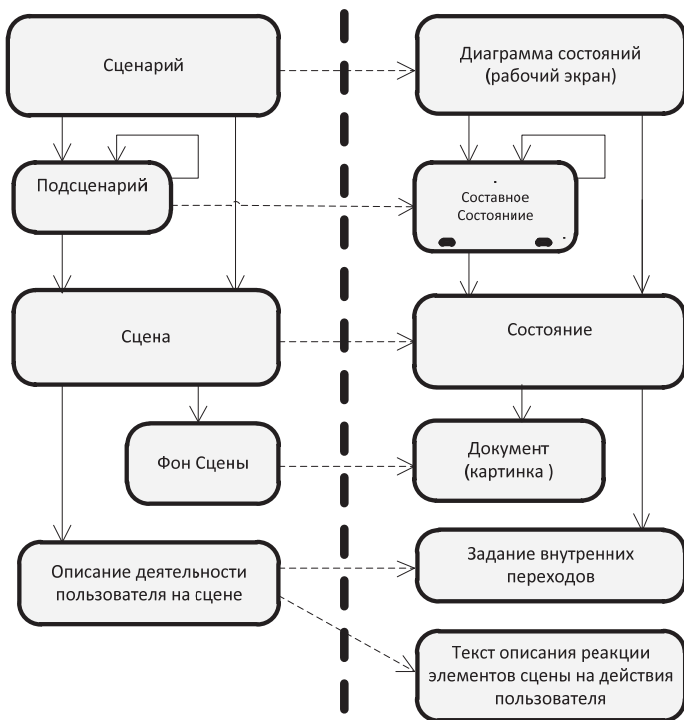 Сценарий
Диаграмма состояний
(рабочий экран)
Подсценарий
Составное
Состояниие
Сцена
Состояние
Фон Сцены
Документ
(картинка )
Описание деятельности
пользователя на сцене
Задание внутренних
переходов
Текст описания реакции
элементов сцены на действия
пользователя